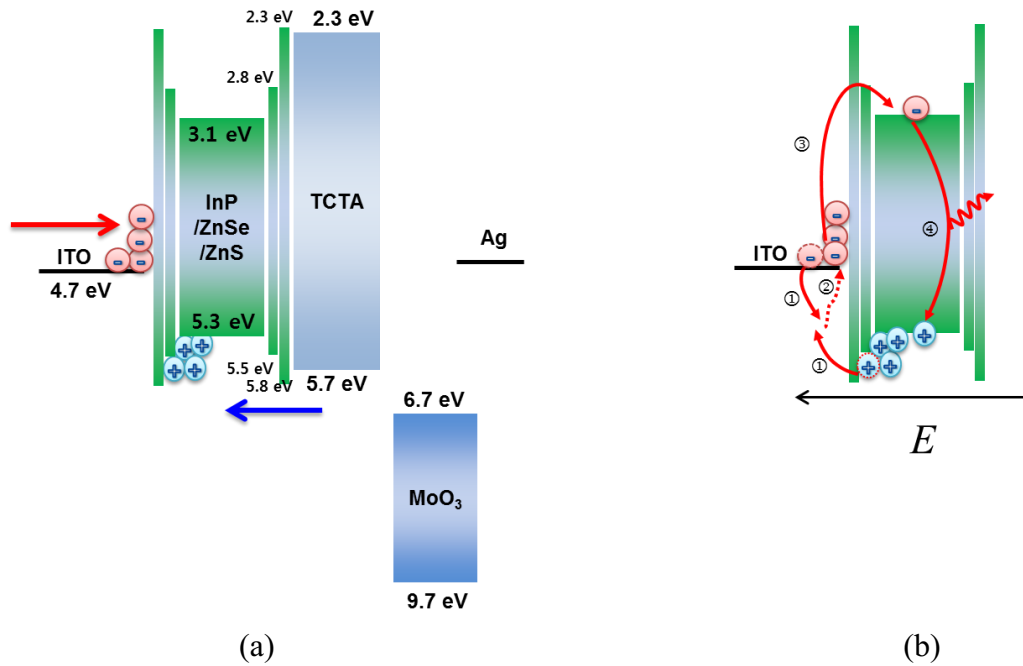 2.3 eV
2.3 eV
2.8 eV
3.1 eV
InP
/ZnSe
/ZnS
TCTA
ITO
4.7 eV
Ag
5.3 eV
5.5 eV
5.8 eV
5.7 eV
6.7 eV
MoO₃
9.7 eV
(a)
③
④
ITO
①
②
①
E
(b)